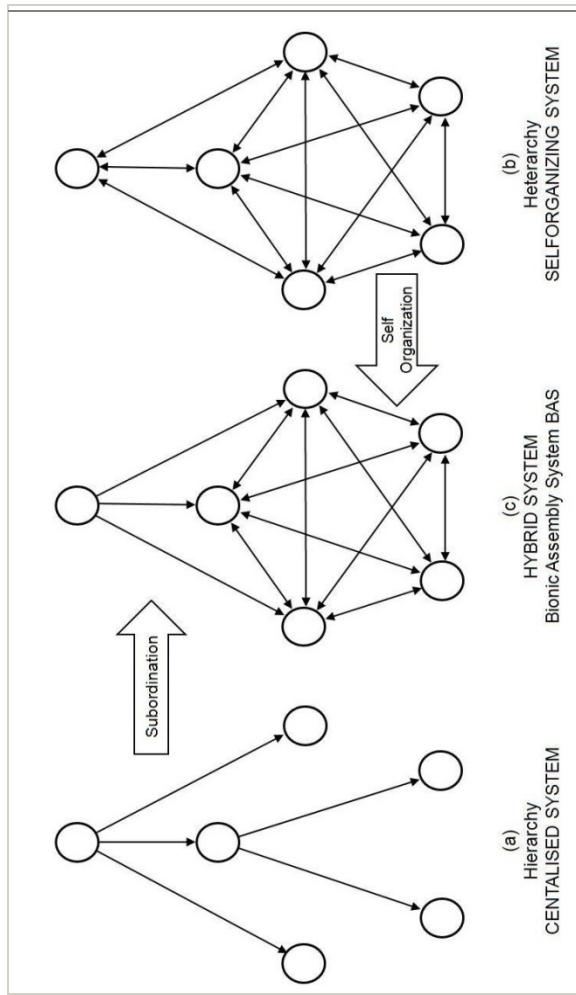 Subordination
Self
Organization
(a)
Hierarchy
CENTALISED SYSTEM
(c)
HYBRID SYSTEM
Bionic Assembly System BAS
(b)
Heterarchy
SELFORGANIZING SYSTEM